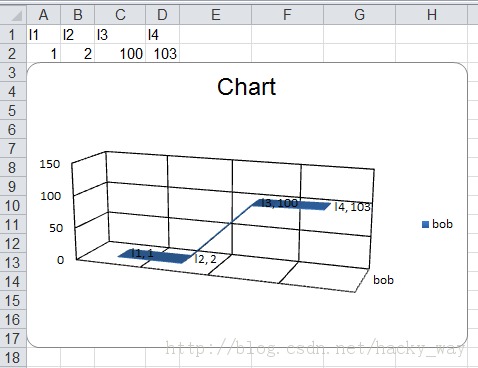 A B C D E F G H
1 l1 l2 l3 l4
2 1 2 100 103
3
4 Chart
5
6
7
8 150
9
10 100 l3, 100 l4, 103
11 50 bob
12 l1, 1
13 0 l2, 2
14 bob
15
16
17 http://blog.csdn.net/hacky_way
18